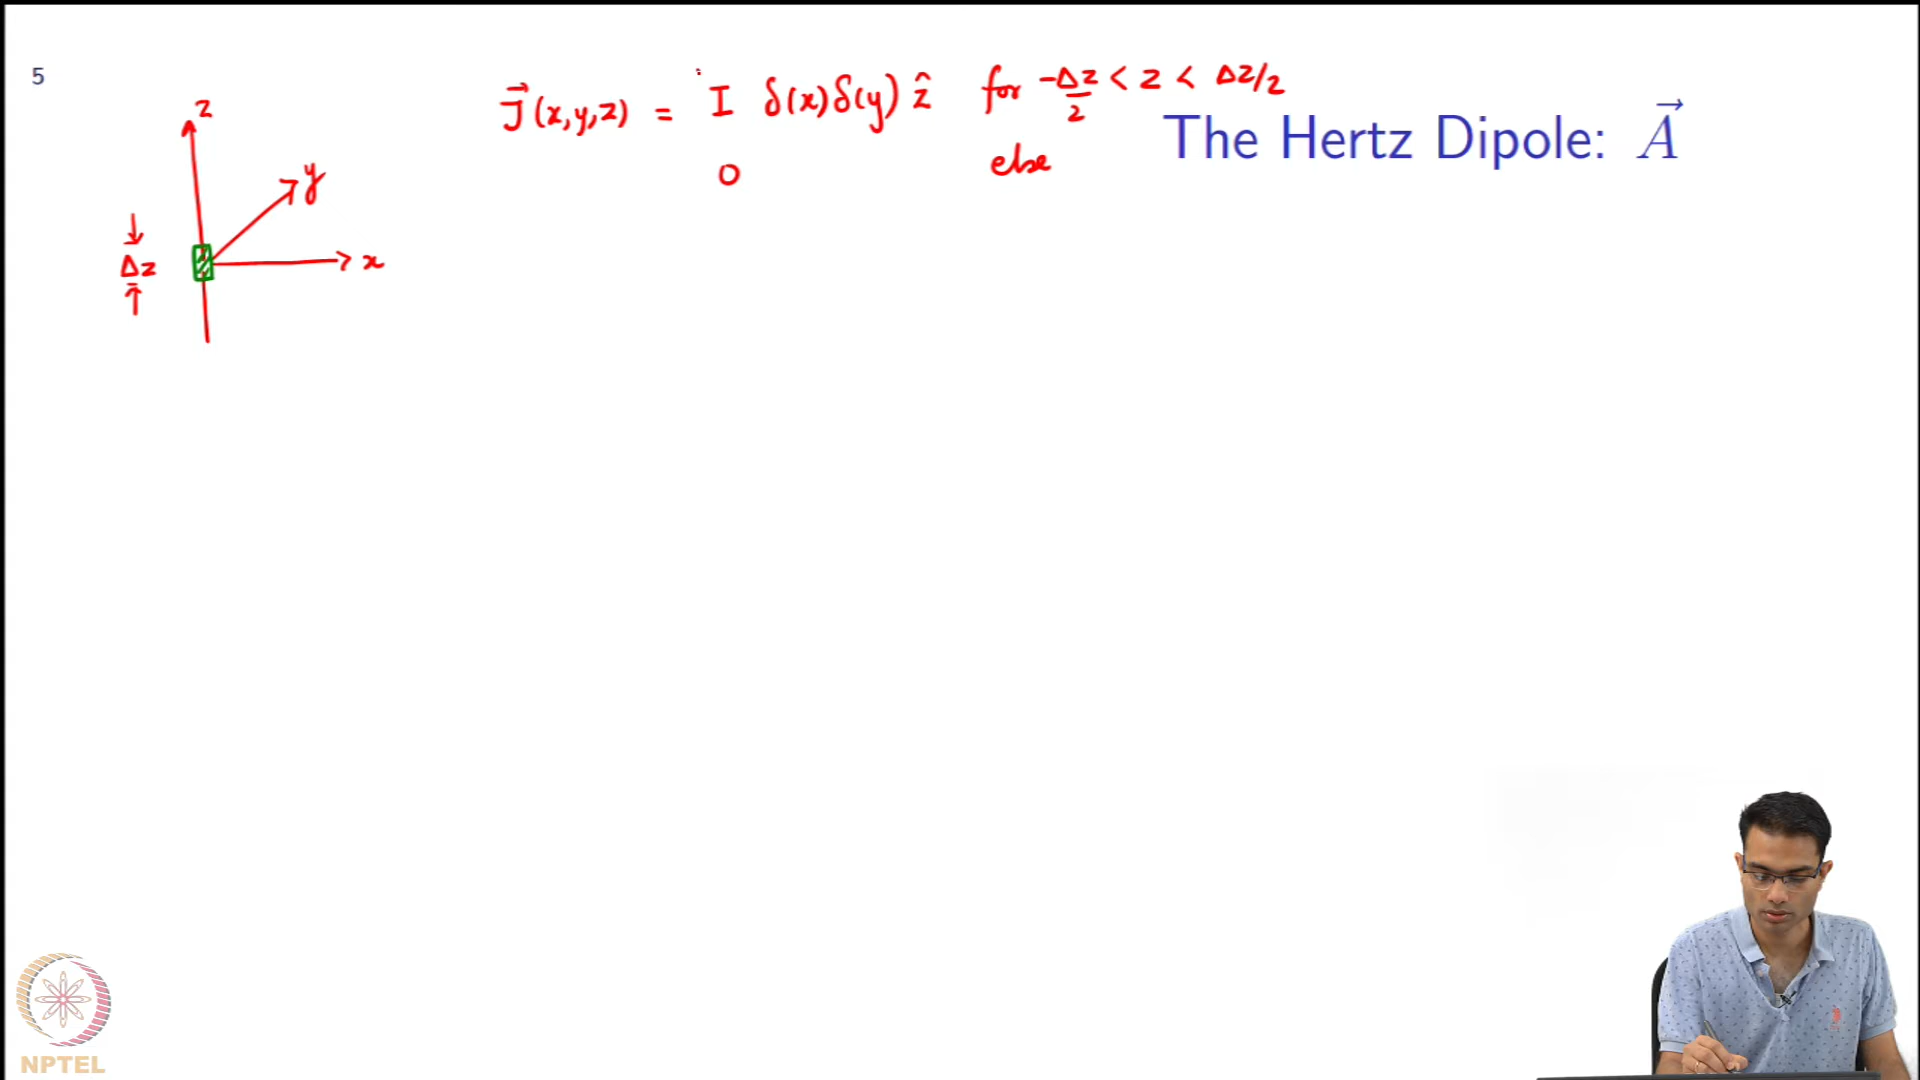 5
z
y
x
Δz
J⃗(x,y,z) = I δ(x)δ(y) ẑ for -Δz/2 < z < Δz/2
0 else
The Hertz Dipole: A⃗
NPTEL